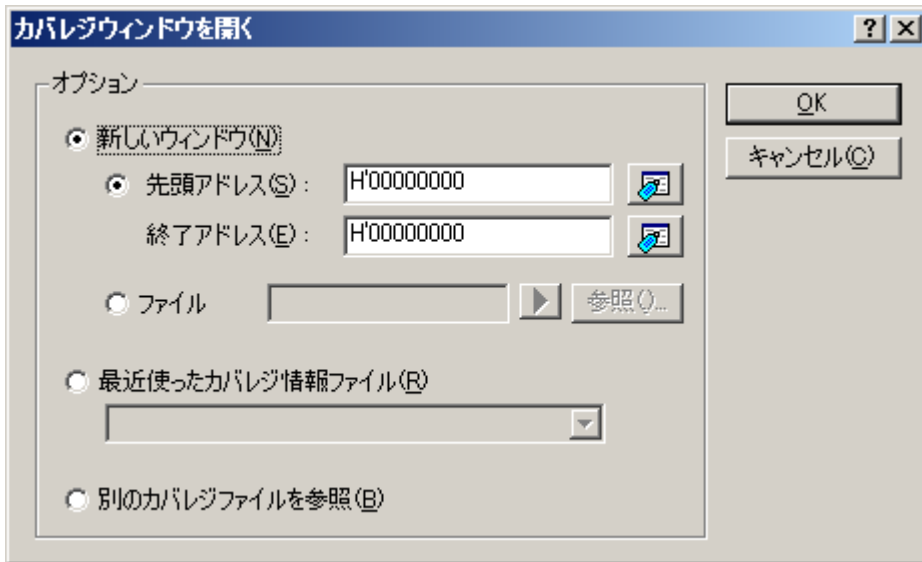 カバレジウィンドウを開く
オプション
新しいウィンドウ(N)
先頭アドレス(S) : H'00000000
終了アドレス(E) : H'00000000
ファイル 参照()...
最近使ったカバレジ情報ファイル(R)
別のカバレジファイルを参照(B)
OK
キャンセル(C)